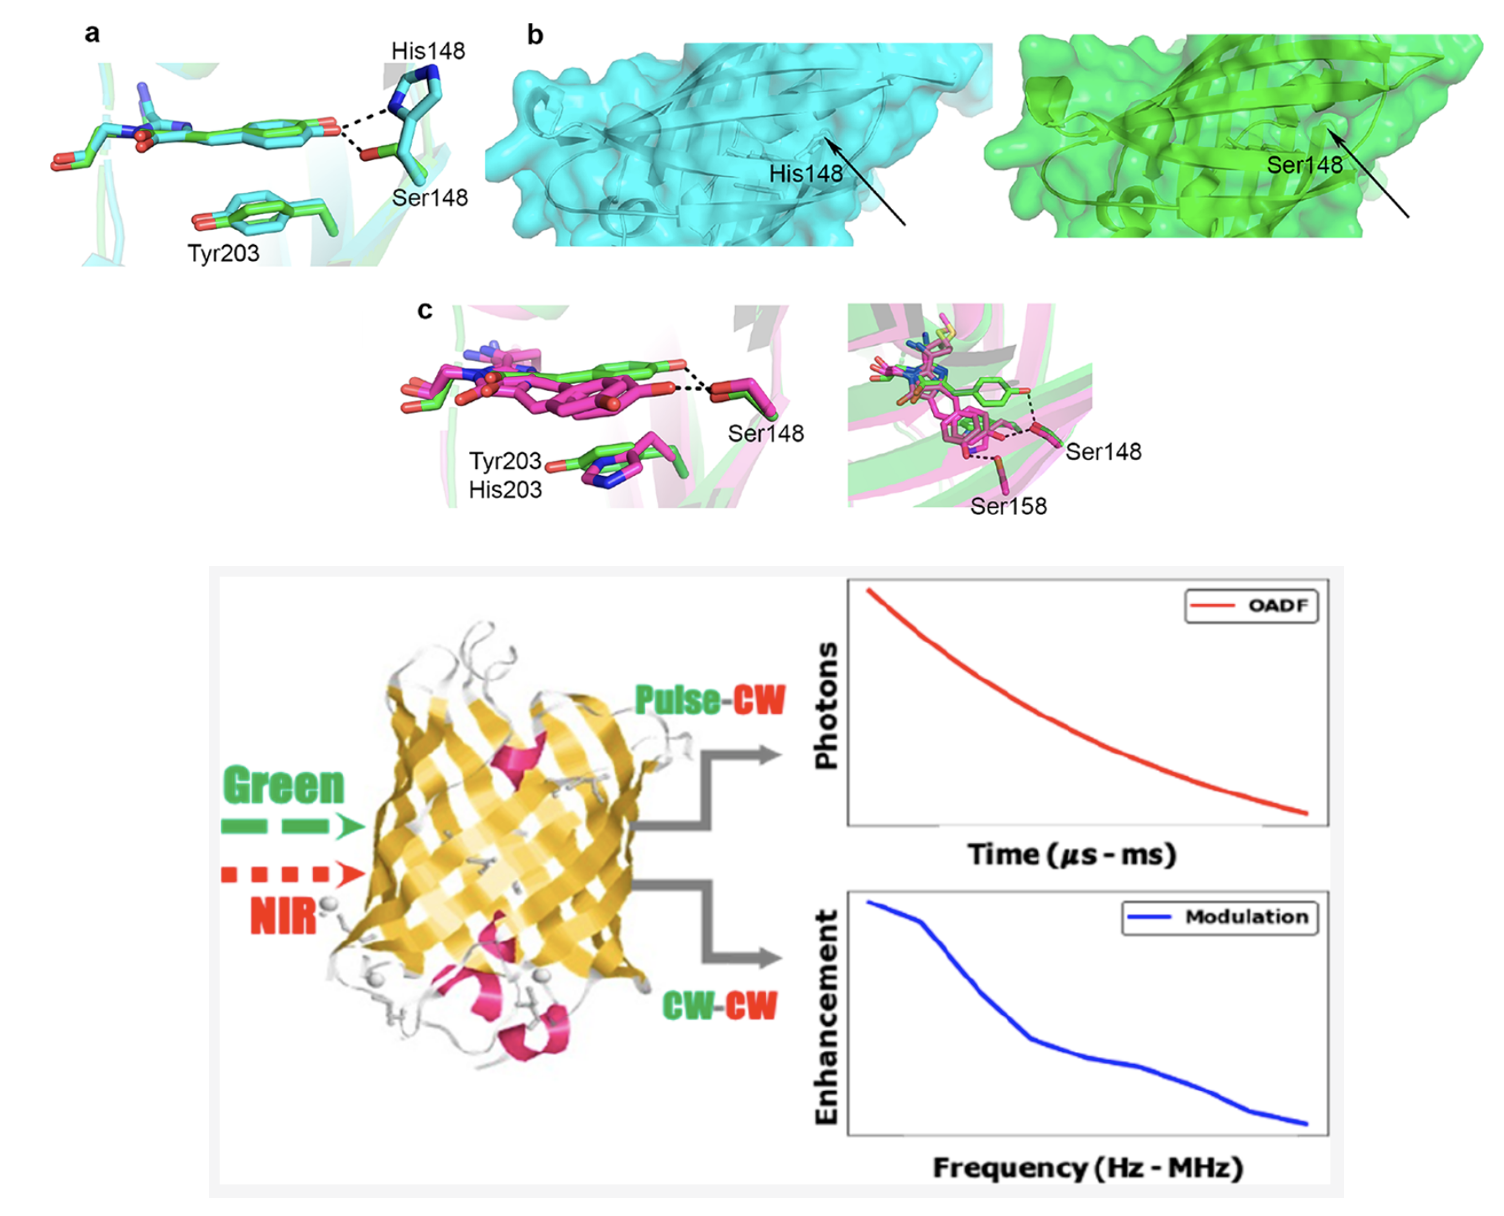 a
His148
Ser148
Tyr203
b
His148
Ser148
c
Ser148
Tyr203
His203
Ser148
Ser158
Green
NIR
Pulse-CW
CW-CW
OADF
Photons
Time (μs - ms)
Modulation
Enhancement
Frequency (Hz - MHz)